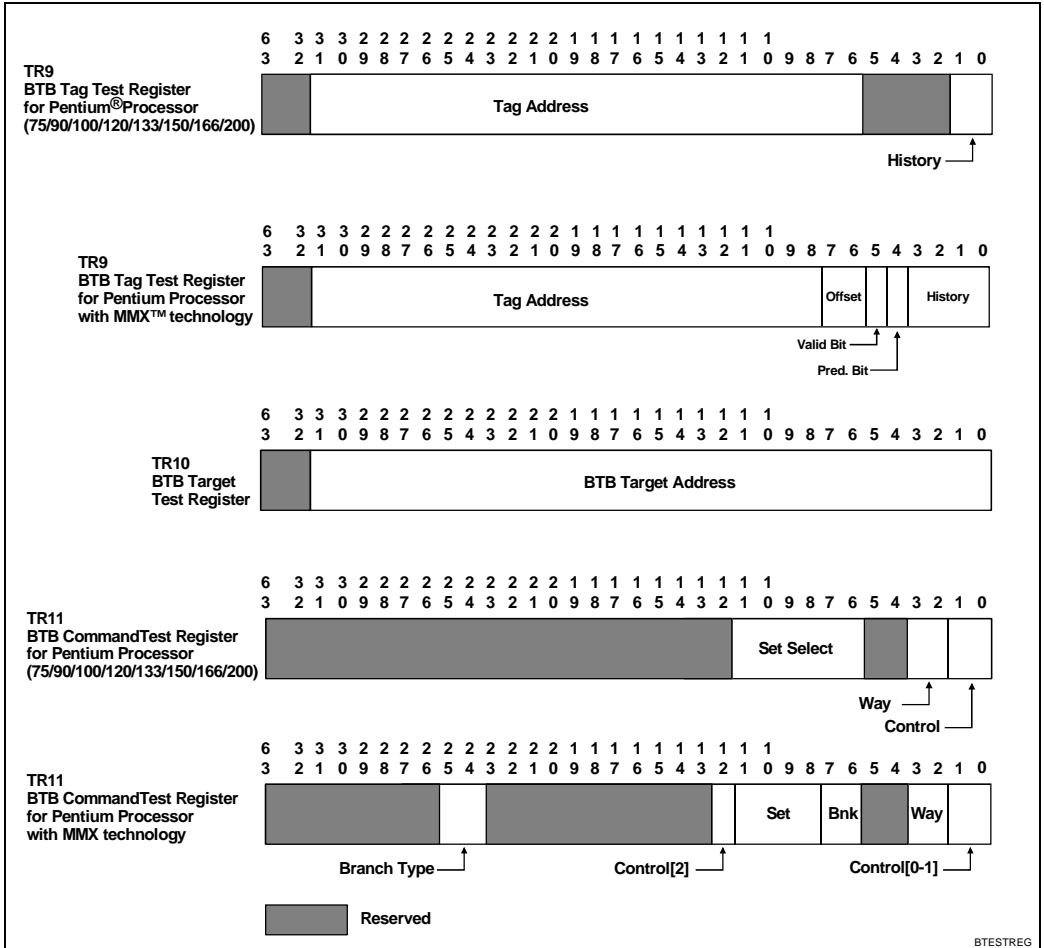 6 3 3 3 2 2 2 2 2 2 2 2 2 2 1 1 1 1 1 1 1 1 1 1
3 2 1 0 9 8 7 6 5 4 3 2 1 0 9 8 7 6 5 4 3 2 1 0 9 8 7 6 5 4 3 2 1 0
TR9
BTB Tag Test Register
for Pentium®Processor
(75/90/100/120/133/150/166/200)
Tag Address
History
6 3 3 3 2 2 2 2 2 2 2 2 2 2 1 1 1 1 1 1 1 1 1 1
3 2 1 0 9 8 7 6 5 4 3 2 1 0 9 8 7 6 5 4 3 2 1 0 9 8 7 6 5 4 3 2 1 0
TR9
BTB Tag Test Register
for Pentium Processor
with MMX™ technology
Tag Address
Offset
History
Valid Bit
Pred. Bit
6 3 3 3 2 2 2 2 2 2 2 2 2 2 1 1 1 1 1 1 1 1 1 1
3 2 1 0 9 8 7 6 5 4 3 2 1 0 9 8 7 6 5 4 3 2 1 0 9 8 7 6 5 4 3 2 1 0
TR10
BTB Target
Test Register
BTB Target Address
6 3 3 3 2 2 2 2 2 2 2 2 2 2 1 1 1 1 1 1 1 1 1 1
3 2 1 0 9 8 7 6 5 4 3 2 1 0 9 8 7 6 5 4 3 2 1 0 9 8 7 6 5 4 3 2 1 0
TR11
BTB CommandTest Register
for Pentium Processor
(75/90/100/120/133/150/166/200)
Set Select
Way
Control
6 3 3 3 2 2 2 2 2 2 2 2 2 2 1 1 1 1 1 1 1 1 1 1
3 2 1 0 9 8 7 6 5 4 3 2 1 0 9 8 7 6 5 4 3 2 1 0 9 8 7 6 5 4 3 2 1 0
TR11
BTB CommandTest Register
for Pentium Processor
with MMX technology
Set
Bnk
Way
Branch Type
Control[2]
Control[0-1]
Reserved
BTESTREG